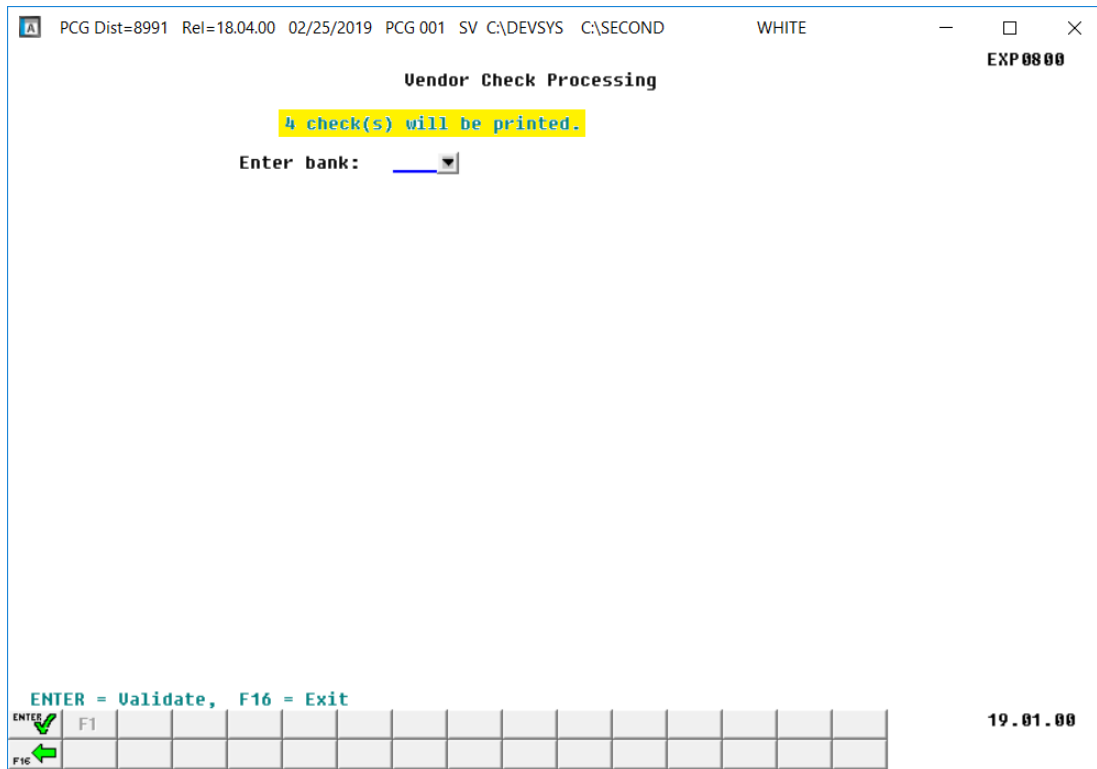 PCG Dist=8991 Rel=18.04.00 02/25/2019 PCG 001 SV C:\DEVSYS C:\SECOND WHITE
EXP0800
Vendor Check Processing
4 check(s) will be printed.
Enter bank:
ENTER = Validate, F16 = Exit
ENTER F1
19.01.00
F16